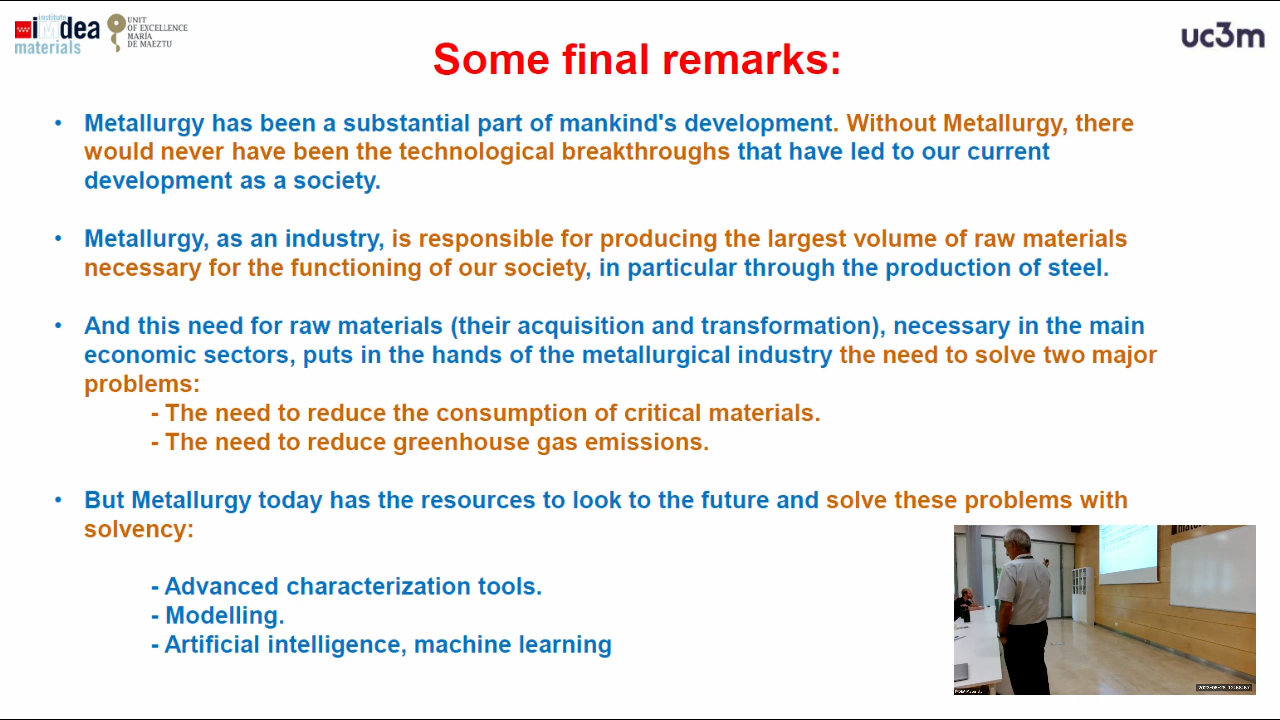 institute
iMdea
materials
UNIT
OF EXCELLENCE
MARÍA
DE MAEZTU
uc3m
Some final remarks:
• Metallurgy has been a substantial part of mankind's development. Without Metallurgy, there
would never have been the technological breakthroughs that have led to our current
development as a society.
• Metallurgy, as an industry, is responsible for producing the largest volume of raw materials
necessary for the functioning of our society, in particular through the production of steel.
• And this need for raw materials (their acquisition and transformation), necessary in the main
economic sectors, puts in the hands of the metallurgical industry the need to solve two major
problems:
- The need to reduce the consumption of critical materials.
- The need to reduce greenhouse gas emissions.
• But Metallurgy today has the resources to look to the future and solve these problems with
solvency:
- Advanced characterization tools.
- Modelling.
- Artificial intelligence, machine learning